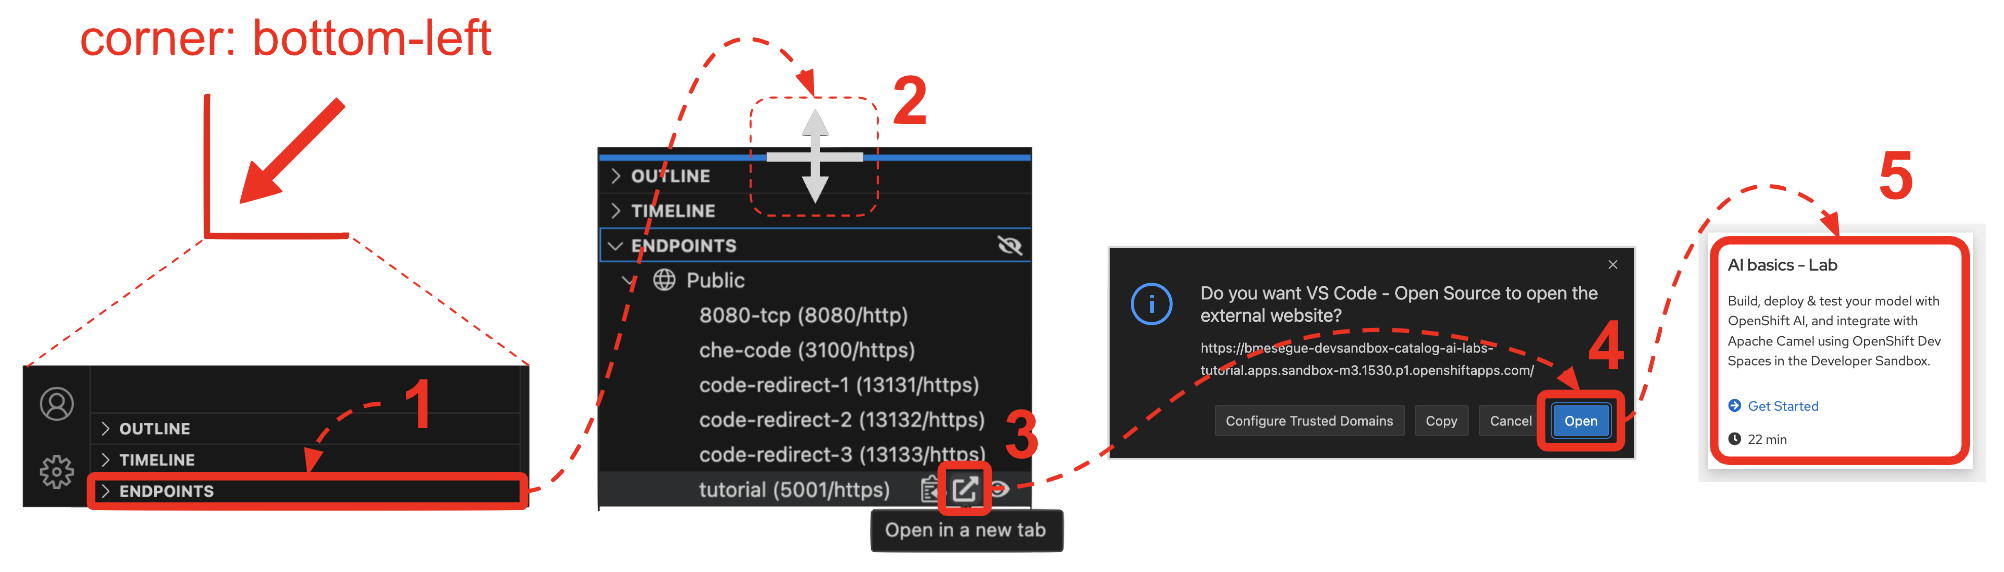 corner: bottom-left
OUTLINE
TIMELINE
ENDPOINTS
1
2
OUTLINE
TIMELINE
ENDPOINTS
Public
8080-tcp (8080/http)
che-code (3100/https)
code-redirect-1 (13131/https)
code-redirect-2 (13132/https)
code-redirect-3 (13133/https)
tutorial (5001/https)
3
Open in a new tab
Do you want VS Code - Open Source to open the
external website?
https://bmesegue-devsandbox-catalog-ai-labs-
tutorial.apps.sandbox-m3.1530.p1.openshiftapps.com/
4
Configure Trusted Domains
Copy
Cancel
Open
5
AI basics - Lab
Build, deploy & test your model with
OpenShift AI, and integrate with
Apache Camel using OpenShift Dev
Spaces in the Developer Sandbox.
Get Started
22 min